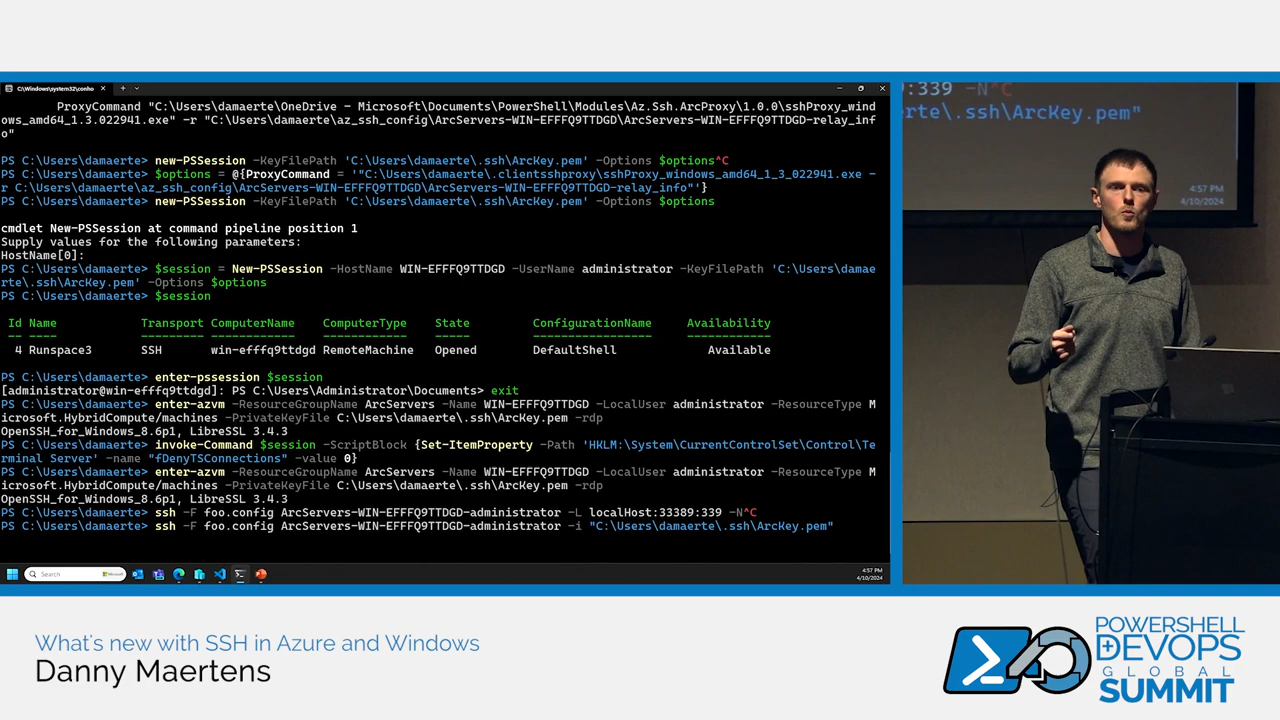 C:\Windows\system32\conho
ProxyCommand "C:\Users\damaerte\OneDrive - Microsoft\Documents\PowerShell\Modules\Az.Ssh.ArcProxy\1.0.0\sshProxy_wind
ows_amd64_1.3.022941.exe" -r "C:\Users\damaerte\az_ssh_config\ArcServers-WIN-EFFFQ9TTDGD\ArcServers-WIN-EFFFQ9TTDGD-relay_inf
o"
PS C:\Users\damaerte> new-PSSession -KeyFilePath 'C:\Users\damaerte\.ssh\ArcKey.pem' -Options $options^C
PS C:\Users\damaerte> $options = @{ProxyCommand = '"C:\Users\damaerte\.clientsshproxy\sshProxy_windows_amd64_1_3_022941.exe -
r C:\Users\damaerte\az_ssh_config\ArcServers-WIN-EFFFQ9TTDGD\ArcServers-WIN-EFFFQ9TTDGD-relay_info"'}
PS C:\Users\damaerte> new-PSSession -KeyFilePath 'C:\Users\damaerte\.ssh\ArcKey.pem' -Options $options
cmdlet New-PSSession at command pipeline position 1
Supply values for the following parameters:
HostName[0]:
PS C:\Users\damaerte> $session = New-PSSession -HostName WIN-EFFFQ9TTDGD -UserName administrator -KeyFilePath 'C:\Users\damae
rte\.ssh\ArcKey.pem' -Options $options
PS C:\Users\damaerte> $session
Id Name Transport ComputerName ComputerType State ConfigurationName Availability
-- ---- --------- ------------ ------------ ----- ----------------- ------------
4 Runspace3 SSH win-efffq9ttdgd RemoteMachine Opened DefaultShell Available
PS C:\Users\damaerte> enter-pssession $session
[administrator@win-efffq9ttdgd]: PS C:\Users\Administrator\Documents> exit
PS C:\Users\damaerte> enter-azvm -ResourceGroupName ArcServers -Name WIN-EFFFQ9TTDGD -LocalUser administrator -ResourceType M
icrosoft.HybridCompute/machines -PrivateKeyFile C:\Users\damaerte\.ssh\ArcKey.pem -rdp
OpenSSH_for_Windows_8.6p1, LibreSSL 3.4.3
PS C:\Users\damaerte> invoke-Command $session -ScriptBlock {Set-ItemProperty -Path 'HKLM:\System\CurrentControlSet\Control\Te
rminal Server' -name "fDenyTSConnections" -value 0}
PS C:\Users\damaerte> enter-azvm -ResourceGroupName ArcServers -Name WIN-EFFFQ9TTDGD -LocalUser administrator -ResourceType M
icrosoft.HybridCompute/machines -PrivateKeyFile C:\Users\damaerte\.ssh\ArcKey.pem -rdp
OpenSSH_for_Windows_8.6p1, LibreSSL 3.4.3
PS C:\Users\damaerte> ssh -F foo.config ArcServers-WIN-EFFFQ9TTDGD-administrator -L localHost:33389:339 -N^C
PS C:\Users\damaerte> ssh -F foo.config ArcServers-WIN-EFFFQ9TTDGD-administrator -i "C:\Users\damaerte\.ssh\ArcKey.pem"
Search
Microsoft
4:57 PM
4/10/2024
9:339 -N^C
rte\.ssh\ArcKey.pem"
4:57 PM
4/10/2024
What's new with SSH in Azure and Windows
Danny Maertens
POWERSHELL
DEVOPS
GLOBAL
SUMMIT